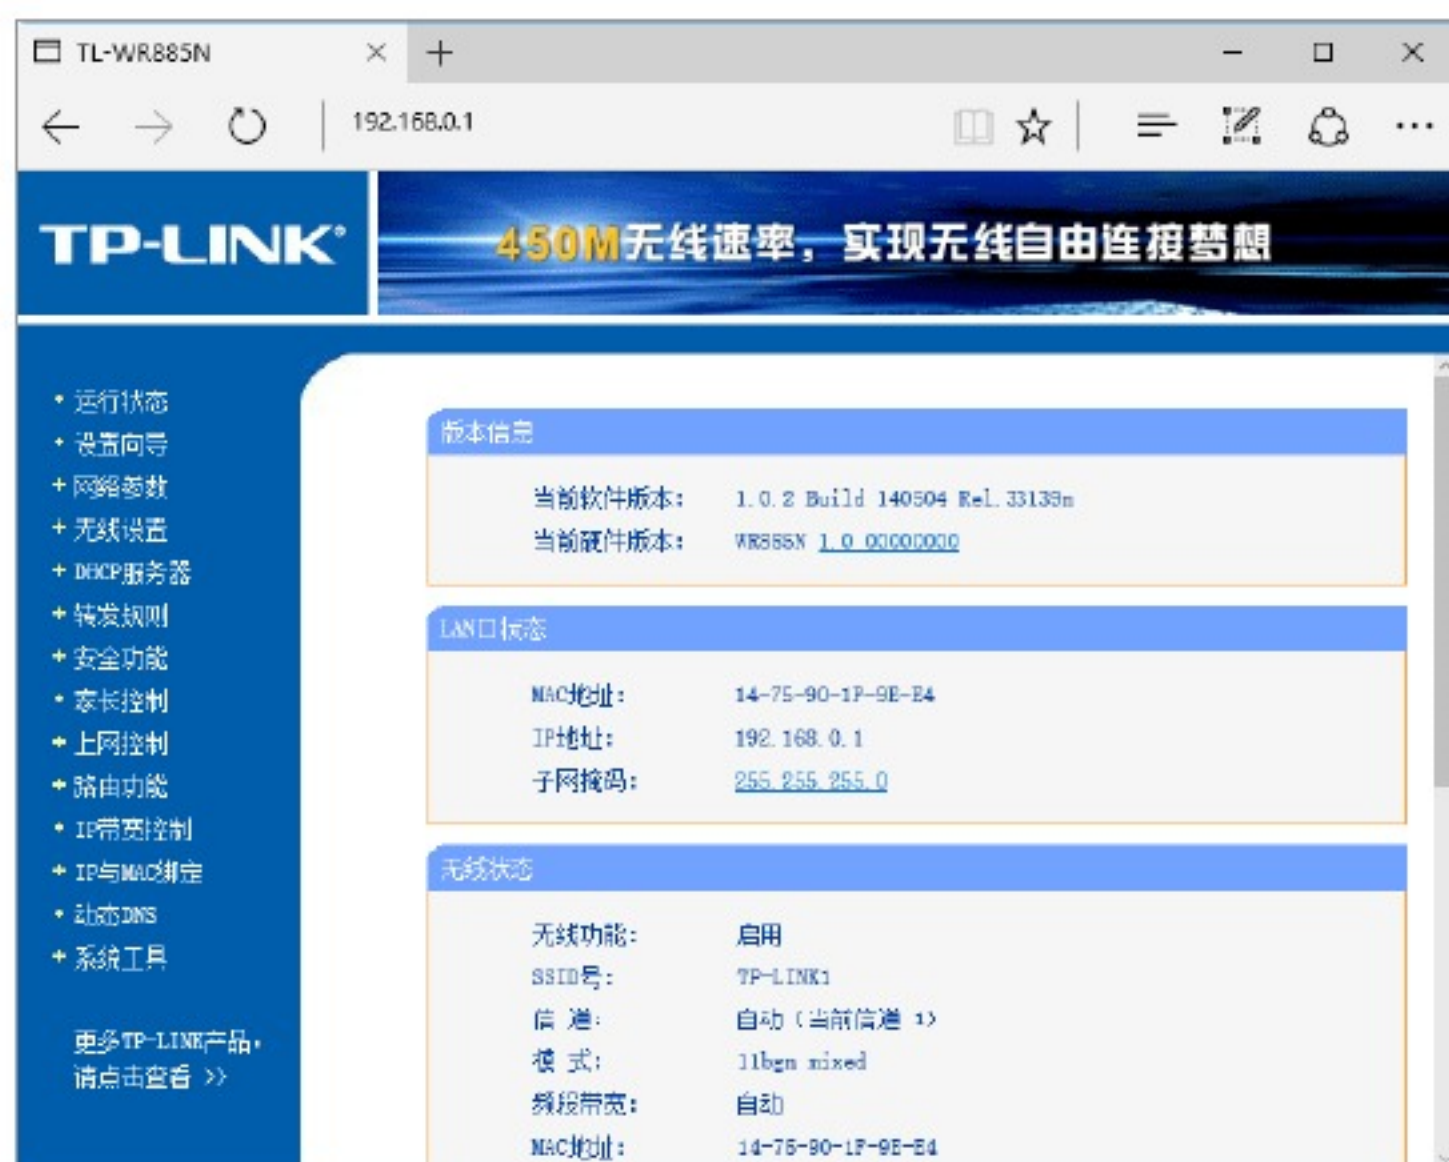 TL-WR885N
192.168.0.1
TP-LINK®
450M无线速率，实现无线自由连接梦想
• 运行状态
• 设置向导
+ 网络参数
+ 无线设置
+ DHCP服务器
+ 转发规则
+ 安全功能
• 家长控制
+ 上网控制
+ 路由功能
• IP带宽控制
+ IP与MAC绑定
• 动态DNS
+ 系统工具
更多TP-LINK产品，
请点击查看 >>
版本信息
当前软件版本： 1.0.2 Build 140504 Rel.33139n
当前硬件版本： WR885N 1.0 00000000
LAN口状态
MAC地址： 14-75-90-1F-9E-E4
IP地址： 192.168.0.1
子网掩码： 255.255.255.0
无线状态
无线功能： 启用
SSID号： TP-LINK1
信 道： 自动（当前信道 1）
模 式： 11bgn mixed
频段带宽： 自动
MAC地址： 14-75-90-1F-9E-E4